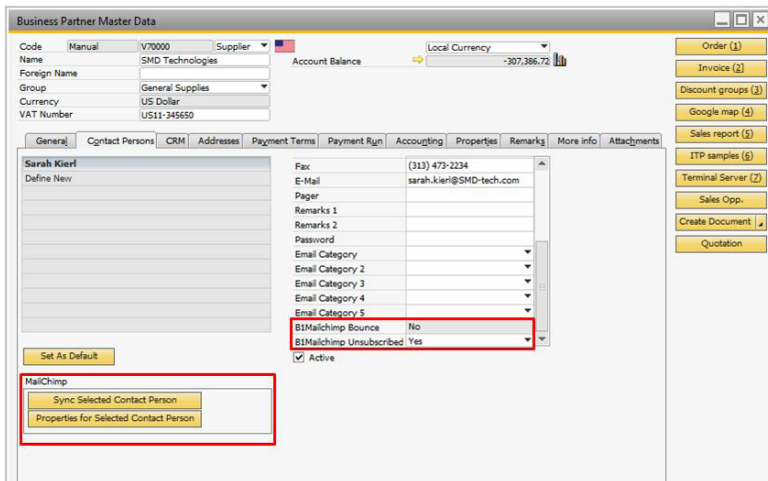 Business Partner Master Data
Code Manual V70000 Supplier
Name SMD Technologies
Foreign Name
Group General Supplies
Currency US Dollar
VAT Number US11-345650
Local Currency
Account Balance -307,386.72
General Contact Persons CRM Addresses Payment Terms Payment Run Accounting Properties Remarks More info Attachments
Sarah Kierl
Define New
Fax (313) 473-2234
E-Mail sarah.kierl@SMD-tech.com
Pager
Remarks 1
Remarks 2
Password
Email Category
Email Category 2
Email Category 3
Email Category 4
Email Category 5
B1Mailchimp Bounce No
B1Mailchimp Unsubscribed Yes
Active
Set As Default
MailChimp
Sync Selected Contact Person
Properties for Selected Contact Person
Order (1)
Invoice (2]
Discount groups (3)
Google map (4)
Sales report (5)
ITP samples (6)
Terminal Server (7)
Sales Opp.
Create Document
Quotation